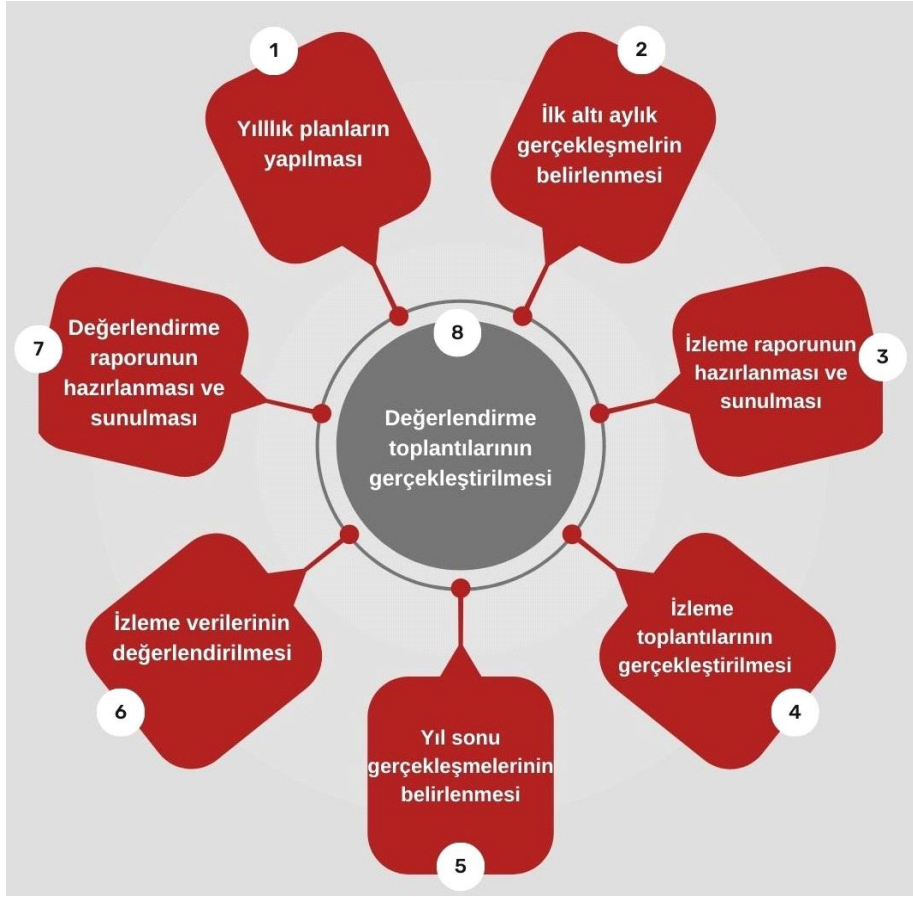 1
Yılllık planların
yapılması
2
İlk altı aylık
gerçekleşmelrin
belirlenmesi
3
İzleme raporunun
hazırlanması ve
sunulması
4
İzleme
toplantılarının
gerçekleştirilmesi
5
Yıl sonu
gerçekleşmelerinin
belirlenmesi
6
İzleme verilerinin
değerlendirilmesi
7
Değerlendirme
raporunun
hazırlanması ve
sunulması
8
Değerlendirme
toplantılarının
gerçekleştirilmesi